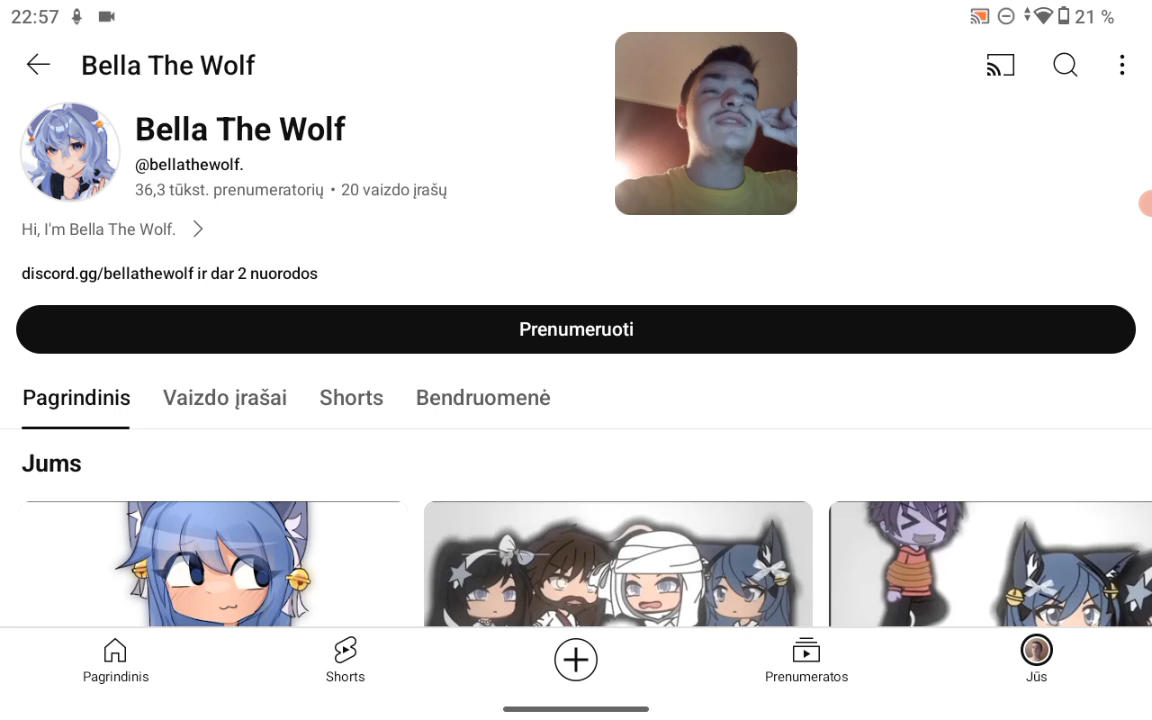 22:57
21 %
Bella The Wolf
Bella The Wolf
@bellathewolf.
36,3 tūkst. prenumeratorių • 20 vaizdo įrašų
Hi, I'm Bella The Wolf.
discord.gg/bellathewolf ir dar 2 nuorodos
Prenumeruoti
Pagrindinis Vaizdo įrašai Shorts Bendruomenė
Jums
Pagrindinis Shorts Prenumeratos Jūs